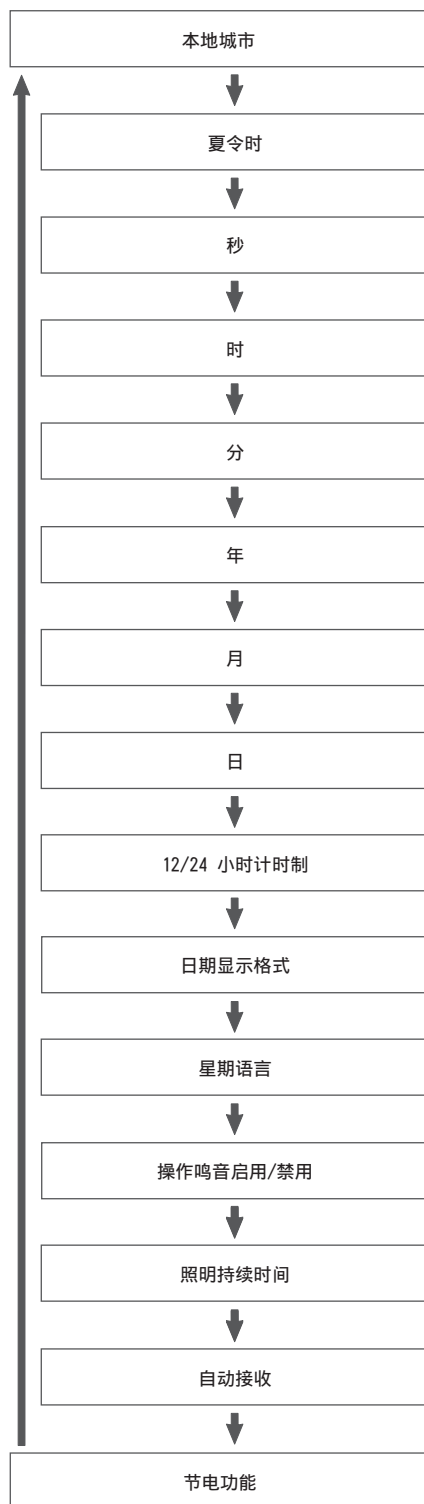 本地城市
夏令时
秒
时
分
年
月
日
12/24 小时计时制
日期显示格式
星期语言
操作鸣音启用/禁用
照明持续时间
自动接收
节电功能